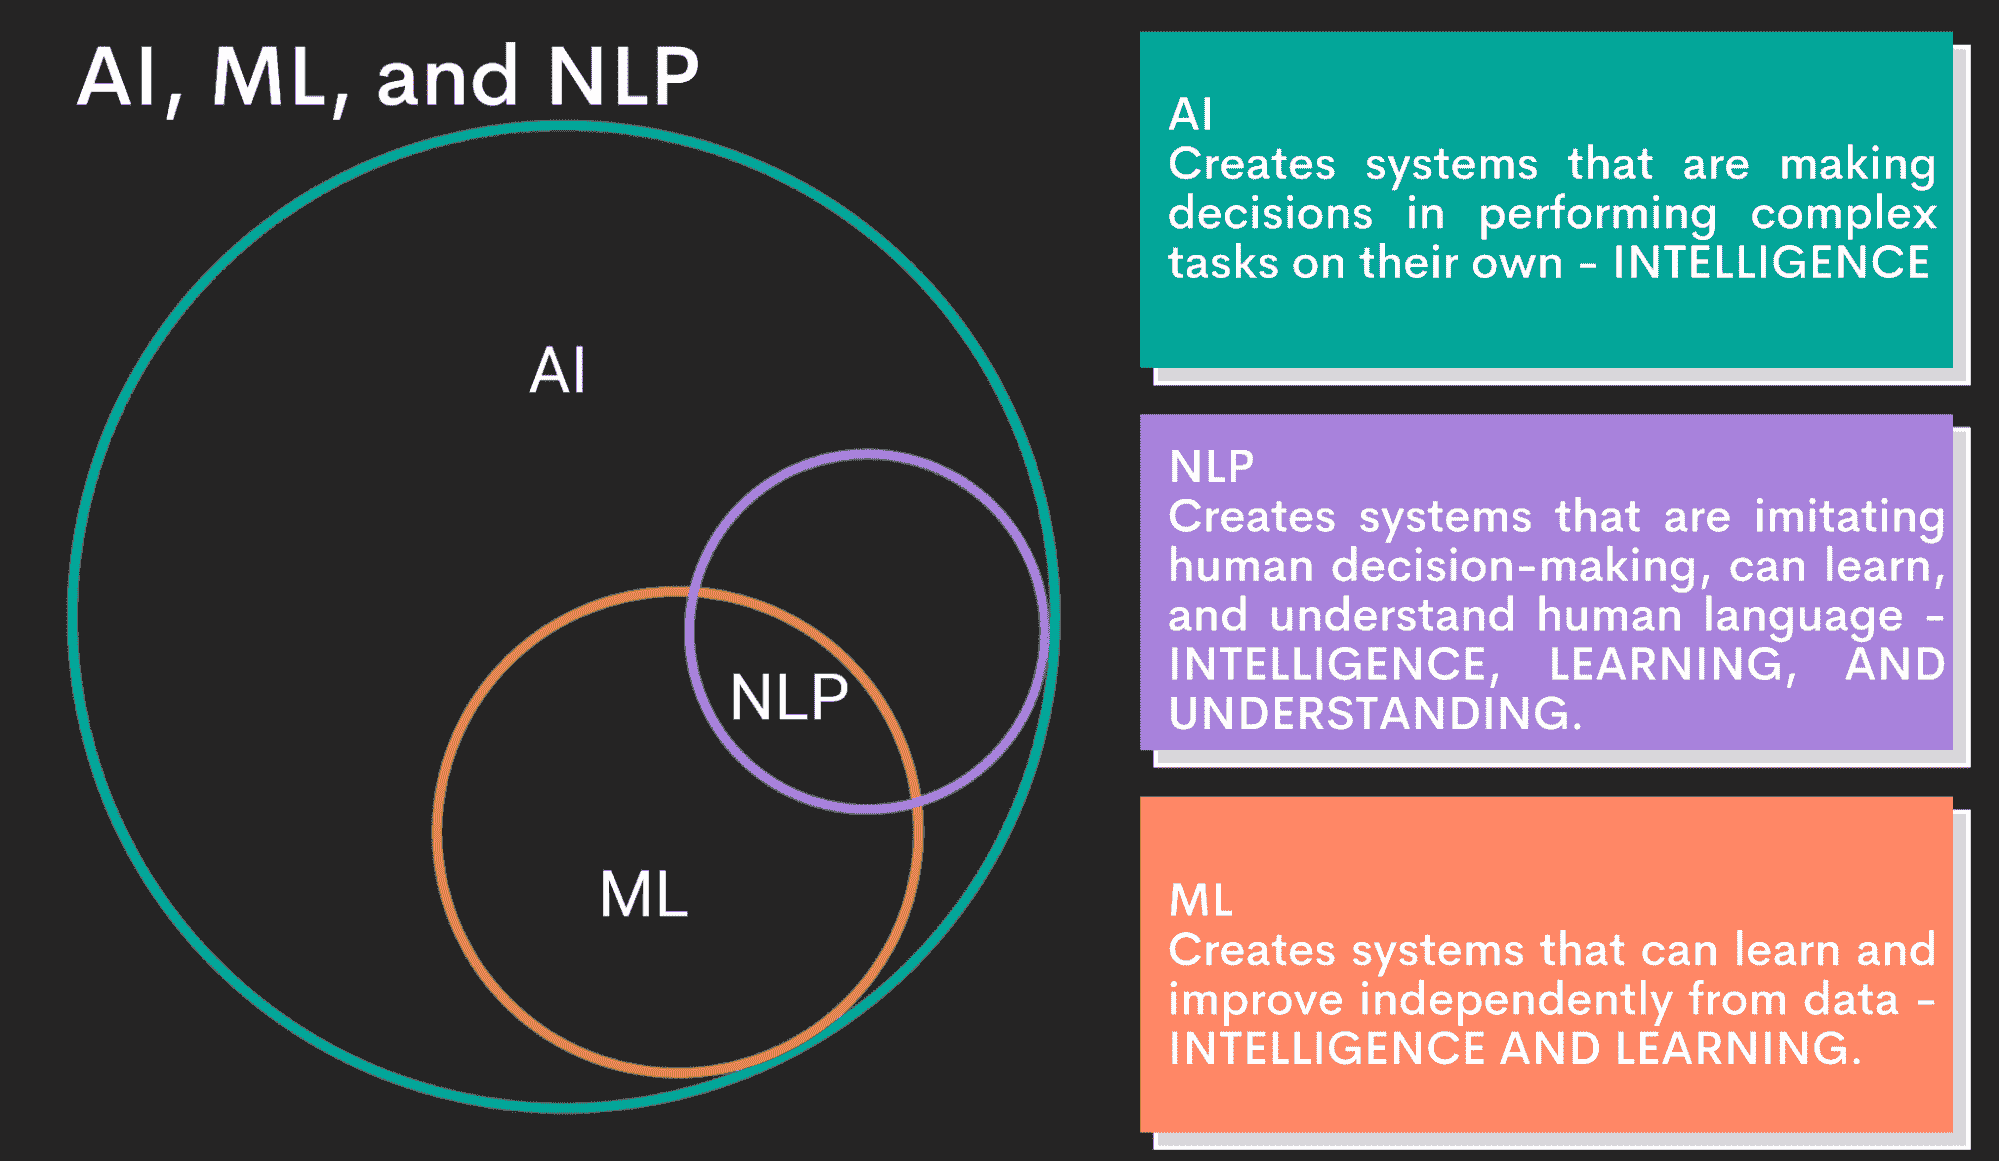 AI, ML, and NLP
AI
NLP
ML
AI
Creates systems that are making
decisions in performing complex
tasks on their own - INTELLIGENCE
NLP
Creates systems that are imitating
human decision-making, can learn,
and understand human language -
INTELLIGENCE, LEARNING, AND
UNDERSTANDING.
ML
Creates systems that can learn and
improve independently from data -
INTELLIGENCE AND LEARNING.